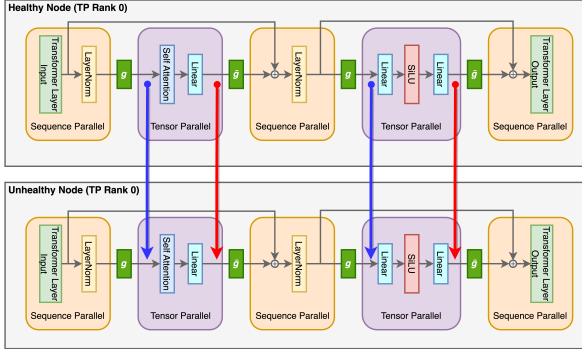 Healthy Node (TP Rank 0)
Transformer Layer
Input
LayerNorm
g
Self Attention
Linear
ḡ
LayerNorm
g
Linear
SiLU
Linear
ḡ
Transformer Layer
Output
Sequence Parallel
Tensor Parallel
Sequence Parallel
Tensor Parallel
Sequence Parallel
Unhealthy Node (TP Rank 0)
Transformer Layer
Input
LayerNorm
g
Self Attention
Linear
ḡ
LayerNorm
g
Linear
SiLU
Linear
ḡ
Transformer Layer
Output
Sequence Parallel
Tensor Parallel
Sequence Parallel
Tensor Parallel
Sequence Parallel